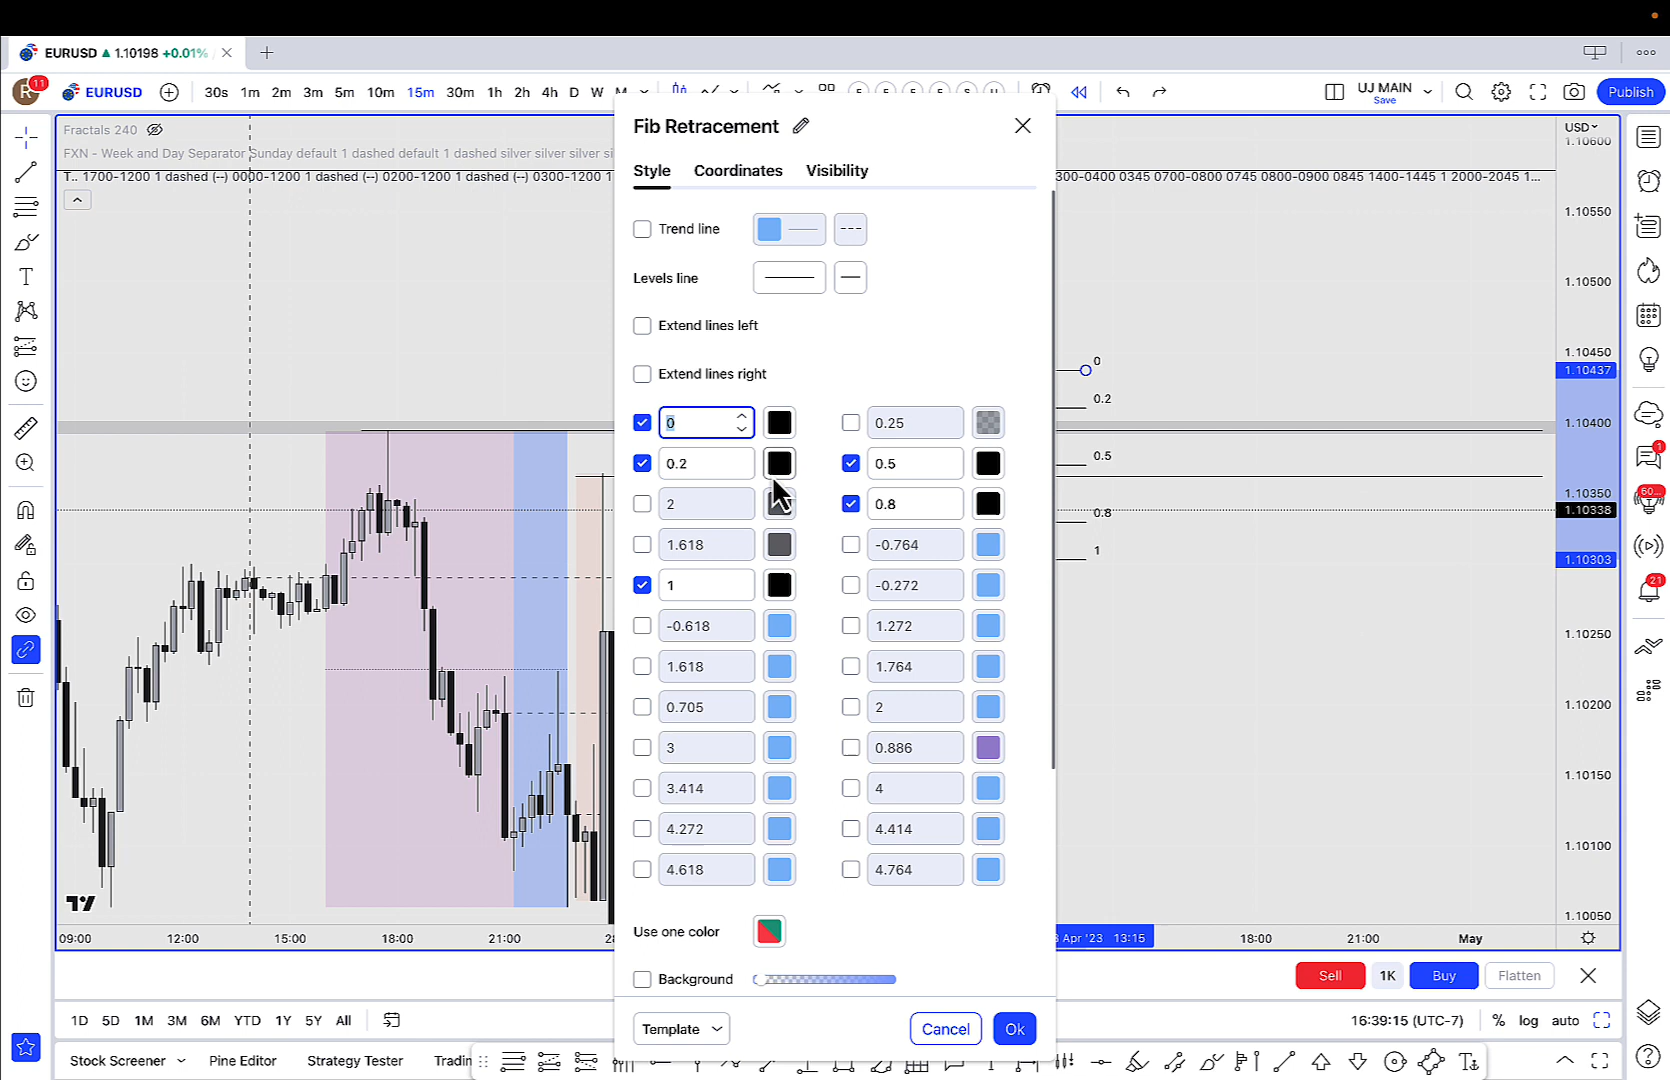 EURUSD 1.10198 +0.01%
R 11 EURUSD 30s 1m 2m 3m 5m 10m 15m 30m 1h 2h 4h D W M UJ MAIN Save Publish
Fractals 240
FXN - Week and Day Separator Sunday default 1 dashed default 1 dashed silver silver silver
T.. 1700-1200 1 dashed (--) 0000-1200 1 dashed (--) 0200-1200 1 dashed (--) 0300-1200
300-0400 0345 0700-0800 0745 0800-0900 0845 1400-1445 1 2000-2045 1...
Fib Retracement
Style Coordinates Visibility
Trend line
Levels line
Extend lines left
Extend lines right
0 0.25
0.2 0.5
2 0.8
1.618 -0.764
1 -0.272
-0.618 1.272
1.618 1.764
0.705 2
3 0.886
3.414 4
4.272 4.414
4.618 4.764
Use one color
Background
Template Cancel Ok
0
0.2
0.5
0.8
1
USD
1.10600
1.10550
1.10500
1.10450
1.10437
1.10400
1.10350
1.10338
1.10303
1.10250
1.10200
1.10150
1.10100
1.10050
1
60...
21
09:00 12:00 15:00 18:00 21:00 Apr '23 13:15 18:00 21:00 May
Sell 1K Buy Flatten
1D 5D 1M 3M 6M YTD 1Y 5Y All 16:39:15 (UTC-7) % log auto
Stock Screener Pine Editor Strategy Tester